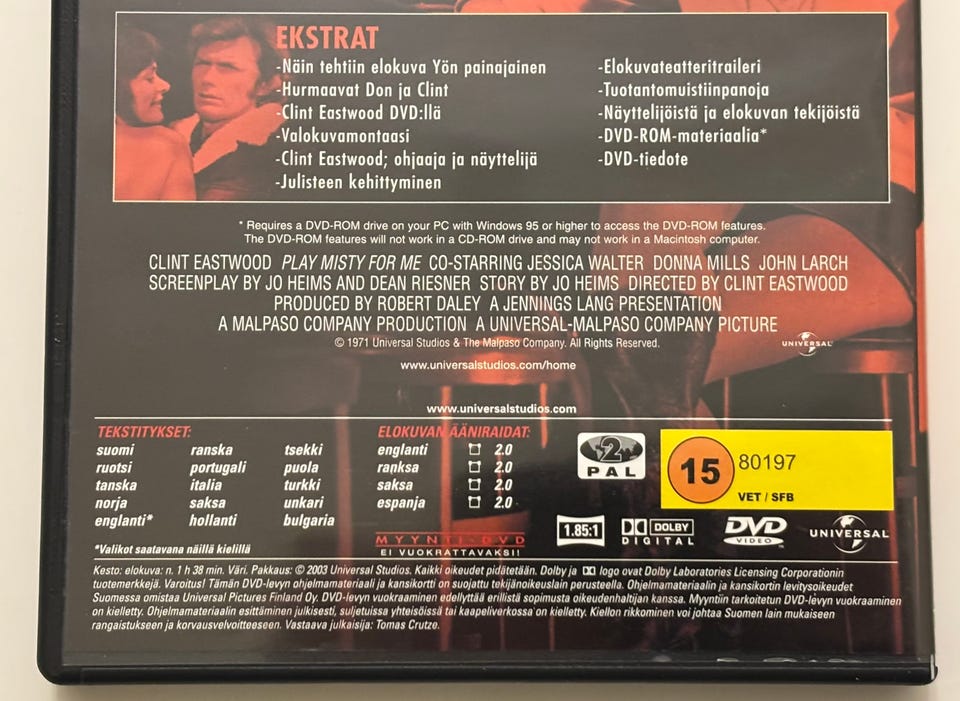 EKSTRAT
-Näin tehtiin elokuva Yön painajainen
-Hurmaavat Don ja Clint
-Clint Eastwood DVD:llä
-Valokuvamontaasi
-Clint Eastwood; ohjaaja ja näyttelijä
-Julisteen kehittyminen
-Elokuvateatteritraileri
-Tuotantomuistiinpanoja
-Näyttelijöistä ja elokuvan tekijöistä
-DVD-ROM-materiaalia*
-DVD-tiedote
* Requires a DVD-ROM drive on your PC with Windows 95 or higher to access the DVD-ROM features.
The DVD-ROM features will not work in a CD-ROM drive and may not work in a Macintosh computer.
CLINT EASTWOOD PLAY MISTY FOR ME CO-STARRING JESSICA WALTER DONNA MILLS JOHN LARCH
SCREENPLAY BY JO HEIMS AND DEAN RIESNER STORY BY JO HEIMS DIRECTED BY CLINT EASTWOOD
PRODUCED BY ROBERT DALEY A JENNINGS LANG PRESENTATION
A MALPASO COMPANY PRODUCTION A UNIVERSAL-MALPASO COMPANY PICTURE
© 1971 Universal Studios & The Malpaso Company. All Rights Reserved.
UNIVERSAL
www.universalstudios.com/home
www.universalstudios.com
TEKSTITYKSET:
suomi ranska tsekki
ruotsi portugali puola
tanska italia turkki
norja saksa unkari
englanti* hollanti bulgaria
*Valikot saatavana näillä kielillä
ELOKUVAN ÄÄNIRAIDAT:
englanti 2.0
ranksa 2.0
saksa 2.0
espanja 2.0
MYYNTI-DVD
EI VUOKRATTAVAKSI!
2
PAL
15 80197
VET / SFB
1.85:1
DOLBY
DIGITAL
DVD
VIDEO
UNIVERSAL
Kesto: elokuva: n. 1 h 38 min. Väri. Pakkaus: © 2003 Universal Studios. Kaikki oikeudet pidätetään. Dolby ja logo ovat Dolby Laboratories Licensing Corporationin
tuotemerkkejä. Varoitus! Tämän DVD-levyn ohjelmamateriaali ja kansikortti on suojattu tekijänoikeuslain perusteella. Ohjelmamateriaalin ja kansikortin levitysoikeudet
Suomessa omistaa Universal Pictures Finland Oy. DVD-levyn vuokraaminen edellyttää erillistä sopimusta oikeudenhaltijan kanssa. Myyntiin tarkoitetun DVD-levyn vuokraaminen
on kielletty. Ohjelmamateriaalin esittäminen julkisesti, suljetuissa yhteisöissä tai kaapeliverkossa on kielletty. Kiellon rikkominen voi johtaa Suomen lain mukaiseen
rangaistukseen ja korvausvelvoitteeseen. Vastaava julkaisija: Tomas Crutze.